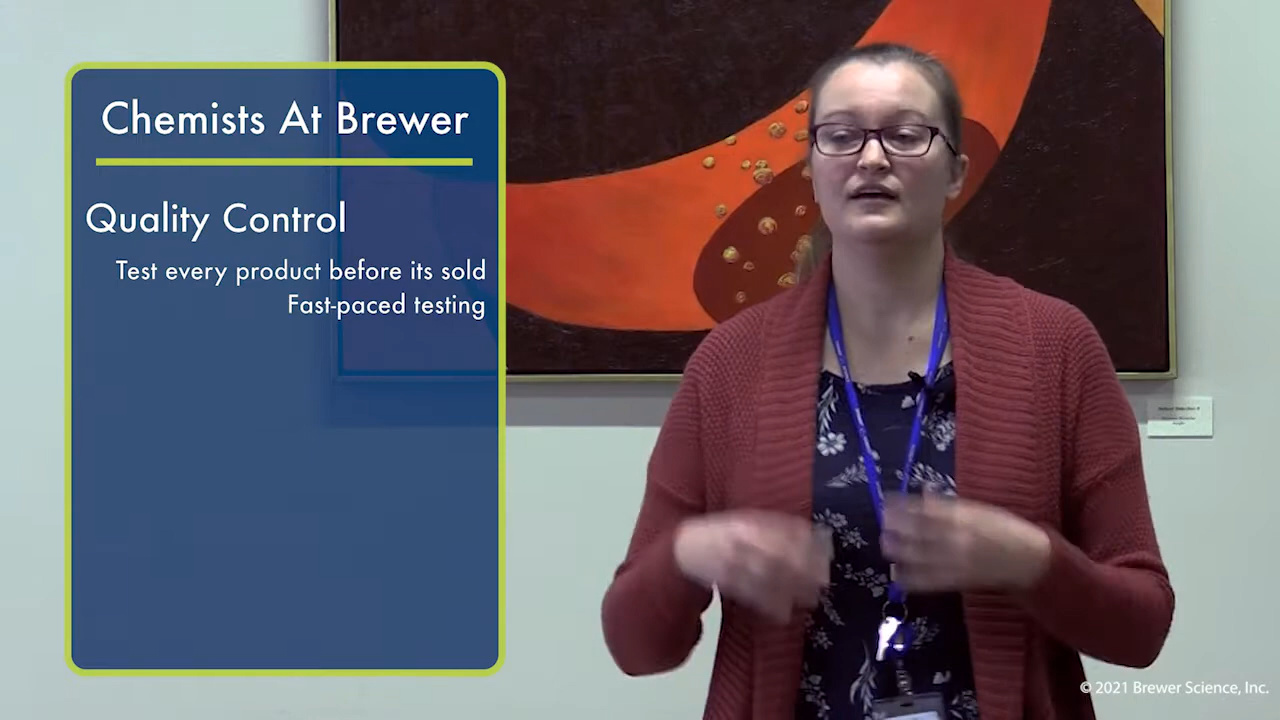 Chemists At Brewer
Quality Control
Test every product before its sold
Fast-paced testing
© 2021 Brewer Science, Inc.